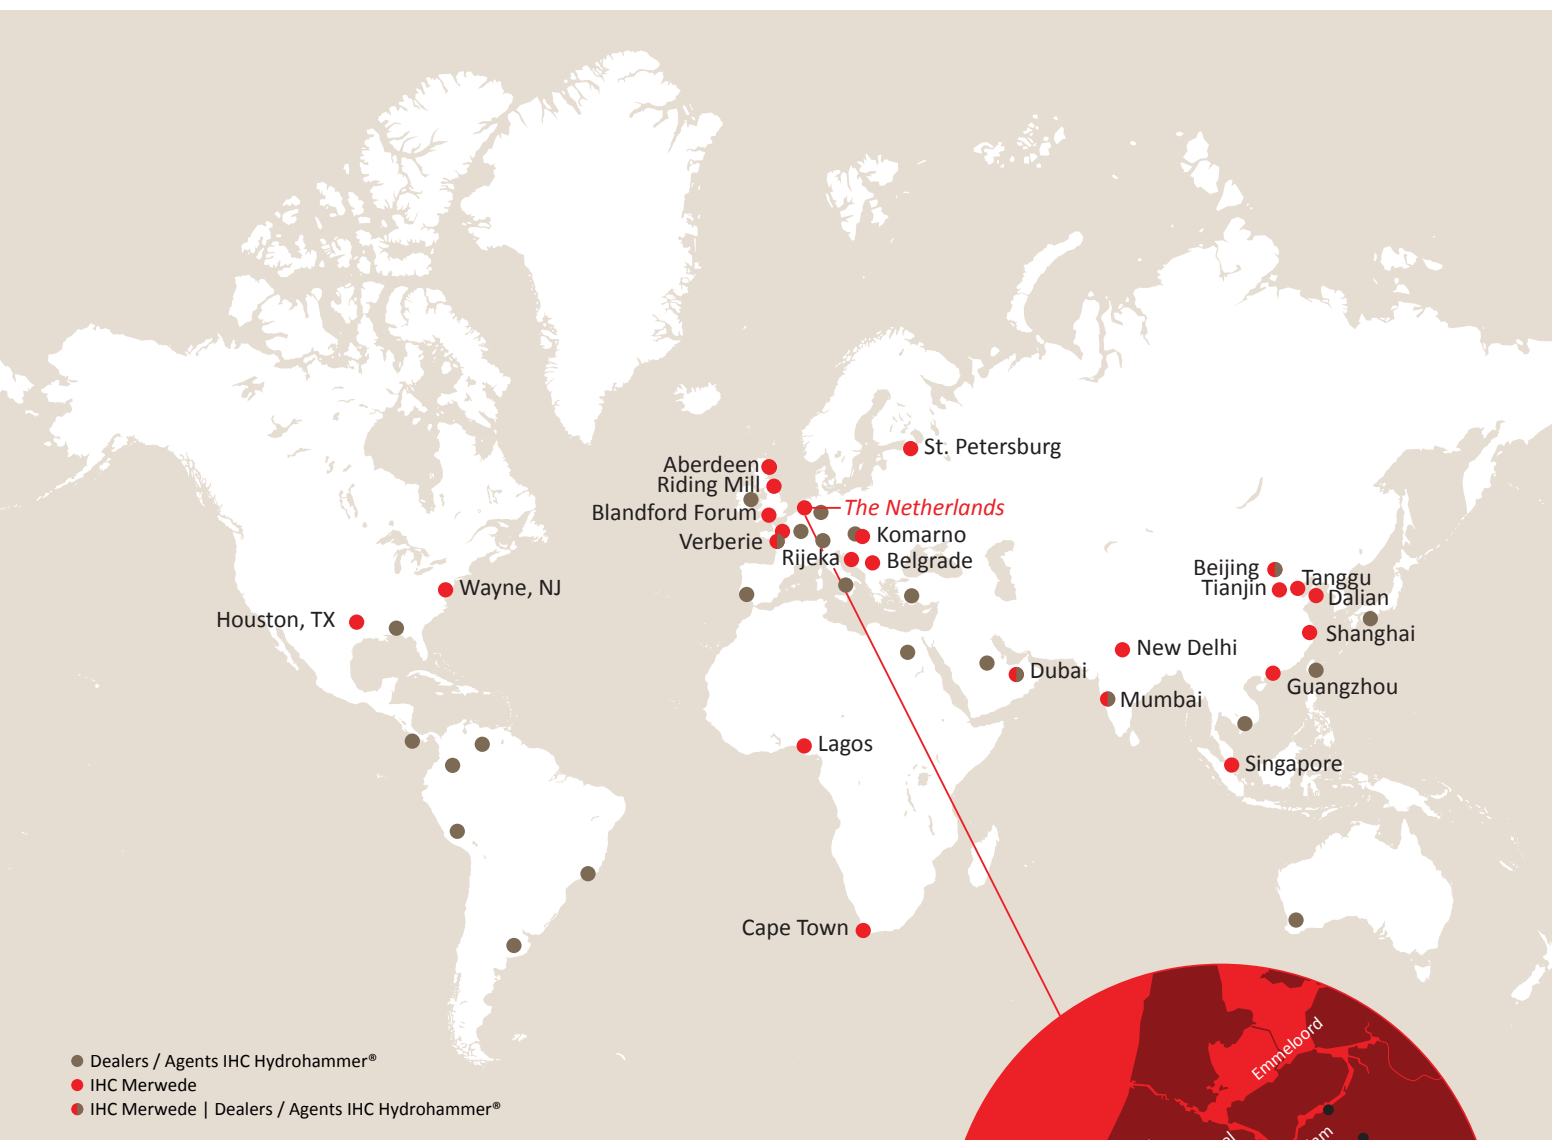 St. Petersburg
Aberdeen
Riding Mill
The Netherlands
Blandford Forum
Komarno
Verberie
Rijeka
Belgrade
Beijing
Tanggu
Wayne, NJ
Tianjin
Dalian
Houston, TX
Shanghai
New Delhi
Dubai
Guangzhou
Mumbai
Lagos
Singapore
Cape Town
Emmeloord
Dealers / Agents IHC Hydrohammer®
IHC Merwede
IHC Merwede | Dealers / Agents IHC Hydrohammer®